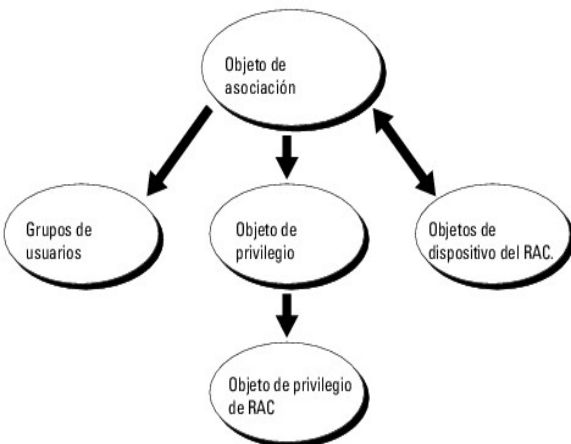 Objeto de
asociación
Grupos de
usuarios
Objeto de
privilegio
Objetos de
dispositivo del RAC.
Objeto de privilegio
de RAC